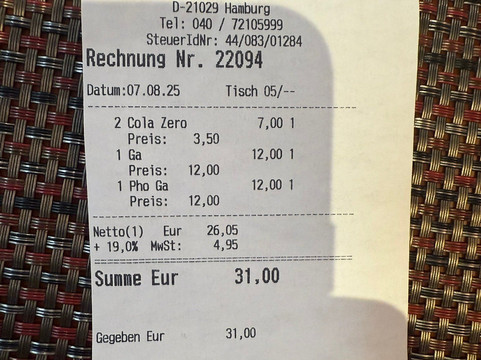 D-21029 Hamburg
Tel: 040 / 72105999
SteuerIdNr: 44/083/01284
Rechnung Nr. 22094
Datum:07.08.25 Tisch 05/--
2 Cola Zero 7,00 1
Preis: 3,50
1 Ga 12,00 1
Preis: 12,00
1 Pho Ga 12,00 1
Preis: 12,00
Netto(1) Eur 26,05
+ 19,0% MwSt: 4,95
Summe Eur 31,00
Gegeben Eur 31,00